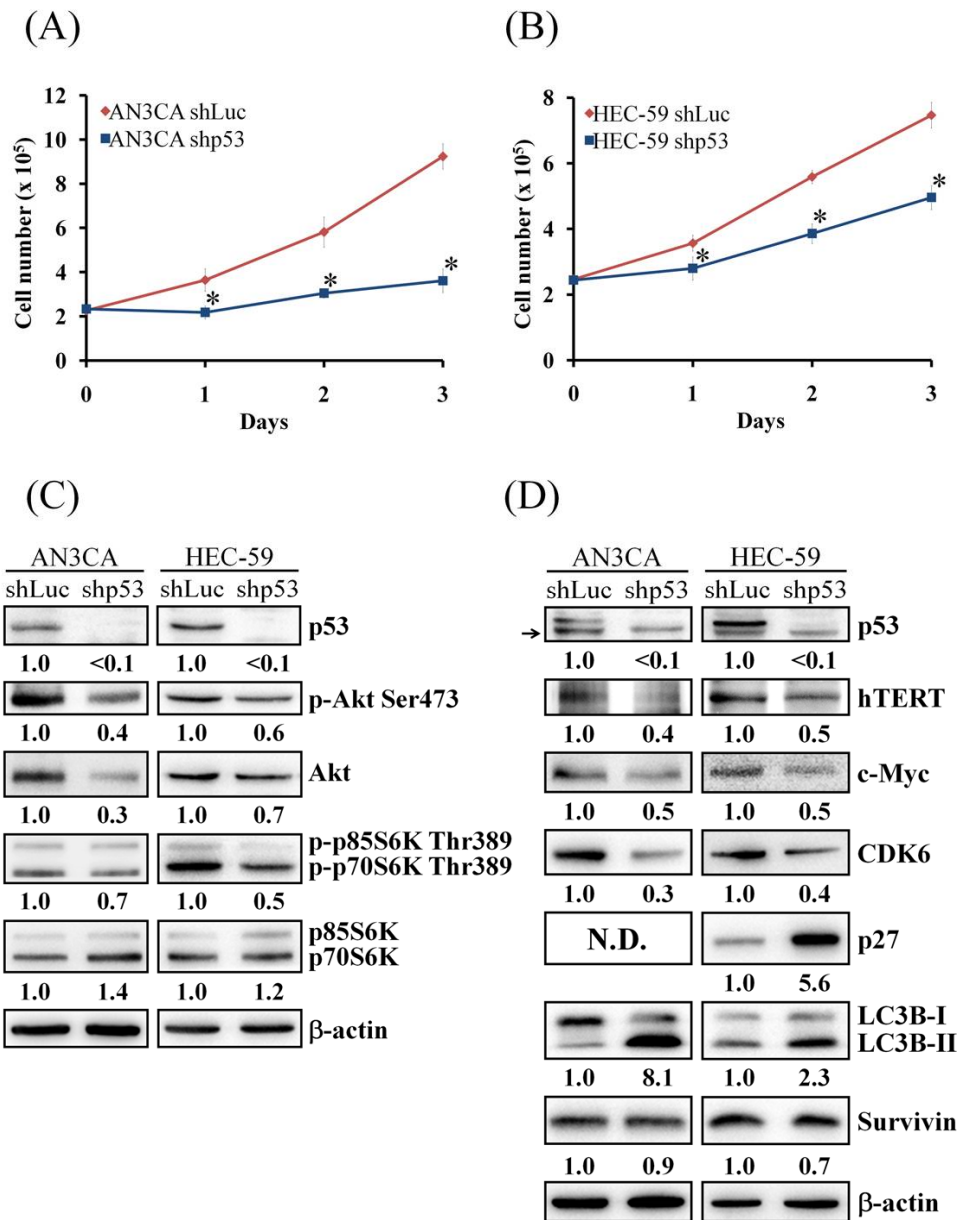 (A)
AN3CA shLuc
AN3CA shp53
Cell number (x 10⁵)
12
10
8
6
4
2
0
* * *
0 1 2 3
Days
(B)
HEC-59 shLuc
HEC-59 shp53
Cell number (x 10⁵)
8
6
4
2
0
* * *
0 1 2 3
Days
(C)
AN3CA HEC-59
shLuc shp53 shLuc shp53
p53
1.0 <0.1 1.0 <0.1
p-Akt Ser473
1.0 0.4 1.0 0.6
Akt
1.0 0.3 1.0 0.7
p-p85S6K Thr389
p-p70S6K Thr389
1.0 0.7 1.0 0.5
p85S6K
p70S6K
1.0 1.4 1.0 1.2
β-actin
(D)
AN3CA HEC-59
shLuc shp53 shLuc shp53
→ p53
1.0 <0.1 1.0 <0.1
hTERT
1.0 0.4 1.0 0.5
c-Myc
1.0 0.5 1.0 0.5
CDK6
1.0 0.3 1.0 0.4
N.D. p27
1.0 5.6
LC3B-I
LC3B-II
1.0 8.1 1.0 2.3
Survivin
1.0 0.9 1.0 0.7
β-actin